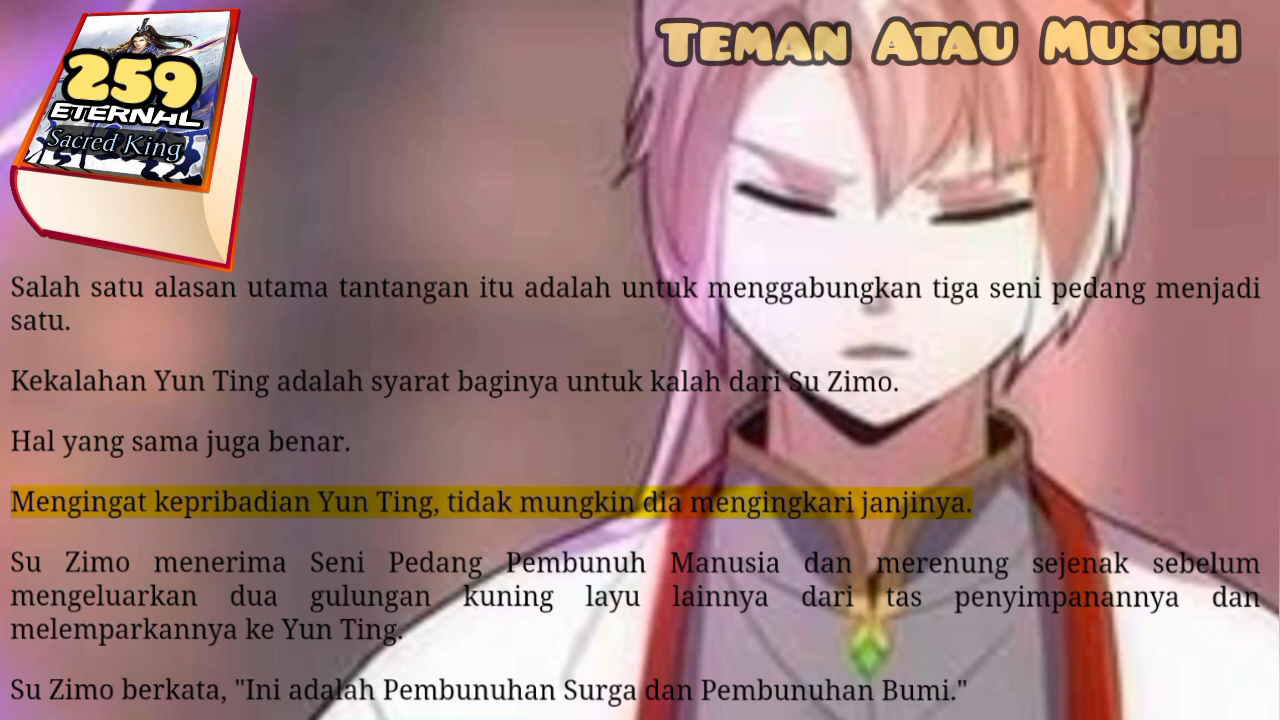 259
ETERNAL
Sacred King
Teman Atau Musuh
Salah satu alasan utama tantangan itu adalah untuk menggabungkan tiga seni pedang menjadi
satu.
Kekalahan Yun Ting adalah syarat baginya untuk kalah dari Su Zimo.
Hal yang sama juga benar.
Mengingat kepribadian Yun Ting, tidak mungkin dia mengingkari janjinya.
Su Zimo menerima Seni Pedang Pembunuh Manusia dan merenung sejenak sebelum
mengeluarkan dua gulungan kuning layu lainnya dari tas penyimpanannya dan
melemparkannya ke Yun Ting.
Su Zimo berkata, "Ini adalah Pembunuhan Surga dan Pembunuhan Bumi."